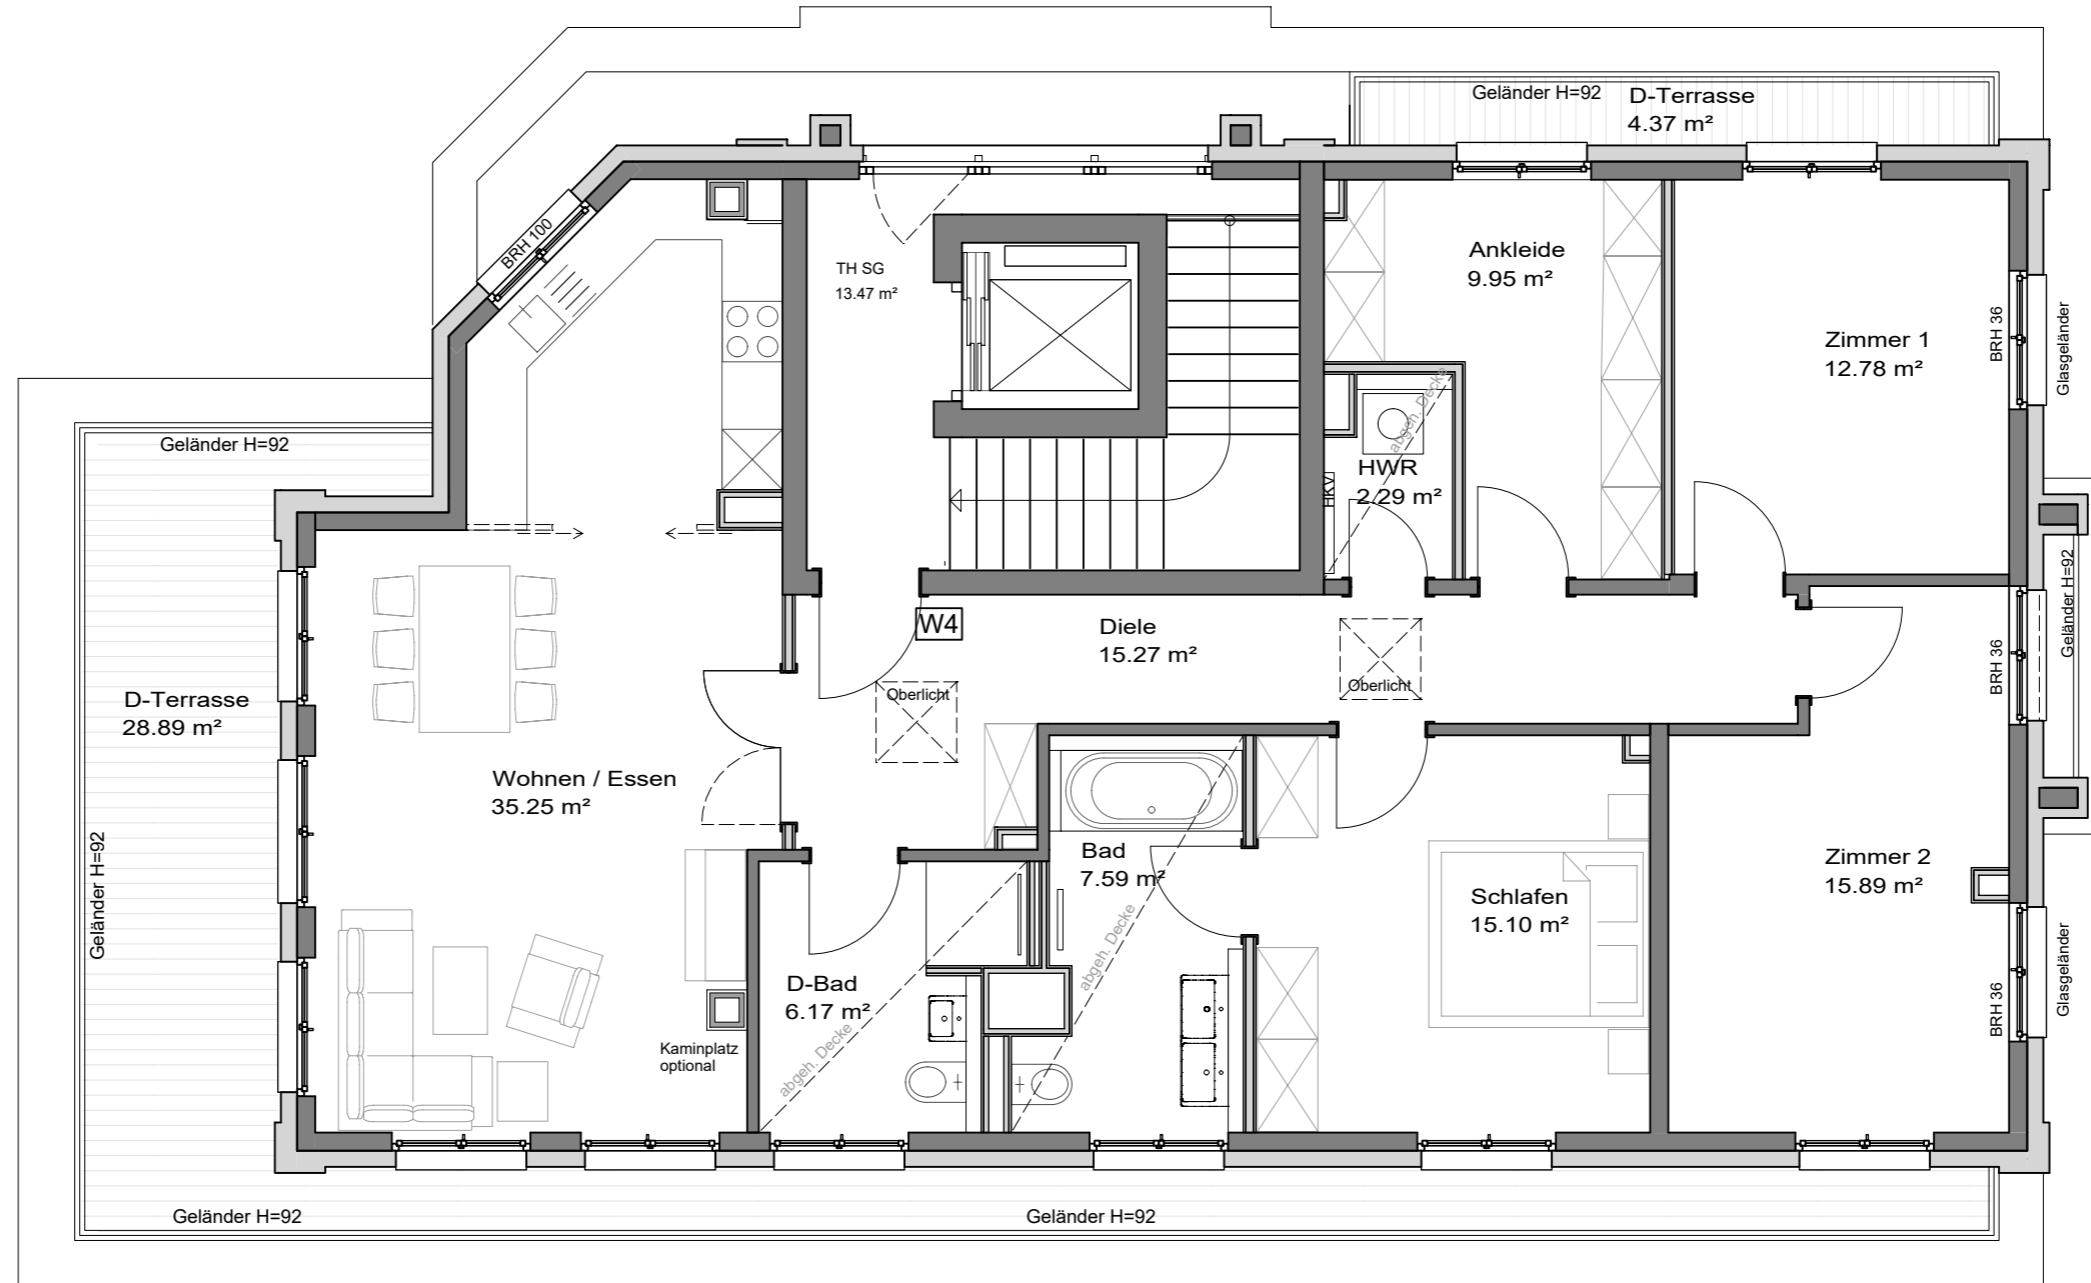 Geländer H=92
D-Terrasse
4.37 m²
BRH 100
TH SG
13.47 m²
Ankleide
9.95 m²
Zimmer 1
12.78 m²
BRH 36
Glasgeländer
abgeh. Decke
HWR
2.29 m²
HKV
Geländer H=92
Geländer H=92
W4
Diele
15.27 m²
Oberlicht
Oberlicht
BRH 36
Geländer H=92
D-Terrasse
28.89 m²
Wohnen / Essen
35.25 m²
Bad
7.59 m²
abgeh. Decke
Schlafen
15.10 m²
Zimmer 2
15.89 m²
BRH 36
Glasgeländer
D-Bad
6.17 m²
abgeh. Decke
Kaminplatz
optional
Geländer H=92
Geländer H=92